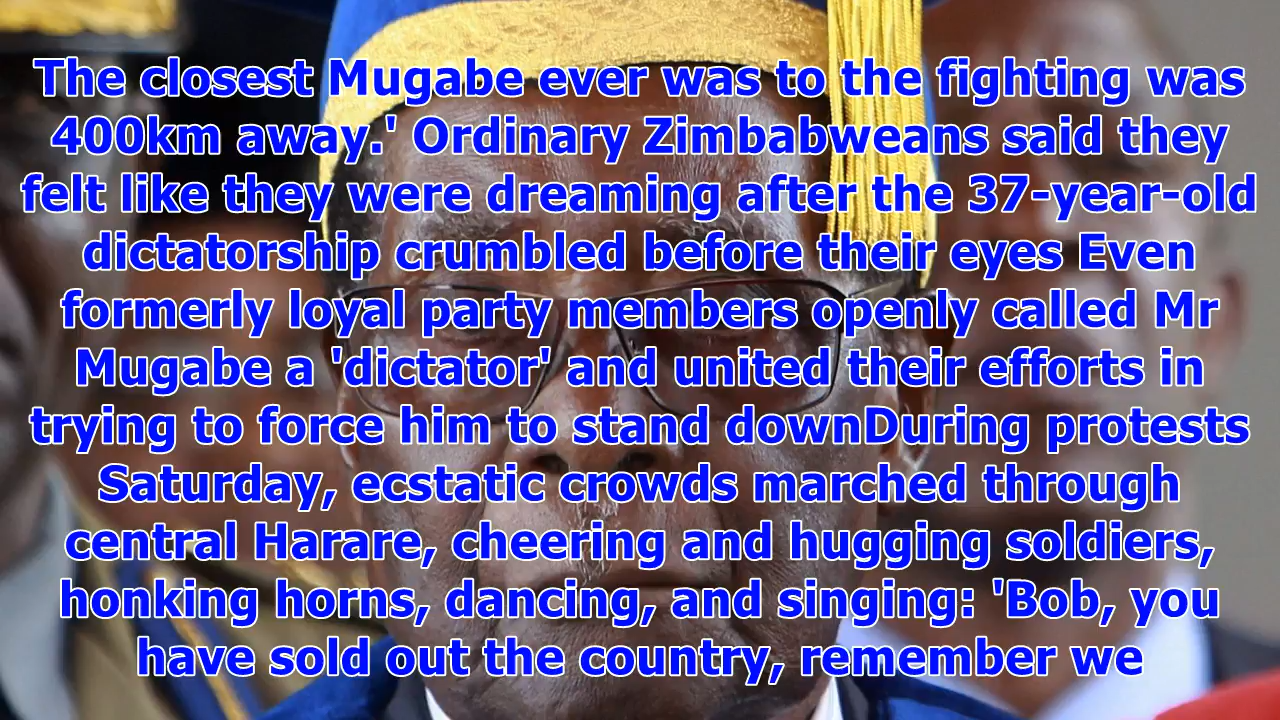 The closest Mugabe ever was to the fighting was
400km away.' Ordinary Zimbabweans said they
felt like they were dreaming after the 37-year-old
dictatorship crumbled before their eyes Even
formerly loyal party members openly called Mr
Mugabe a 'dictator' and united their efforts in
trying to force him to stand downDuring protests
Saturday, ecstatic crowds marched through
central Harare, cheering and hugging soldiers,
honking horns, dancing, and singing: 'Bob, you
have sold out the country, remember we